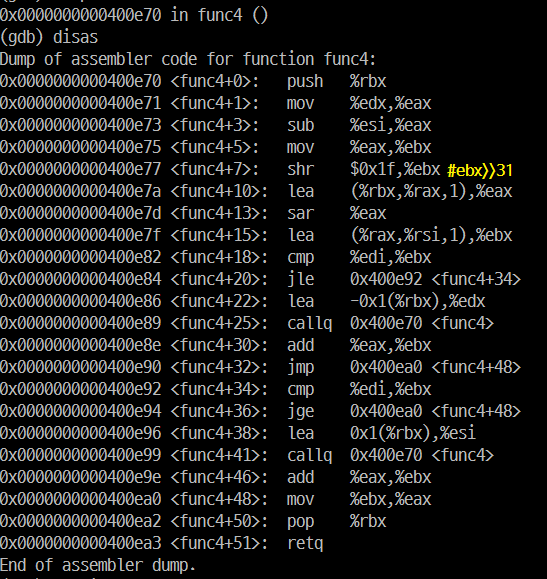 0x0000000000400e70 in func4 ()
(gdb) disas
Dump of assembler code for function func4:
0x0000000000400e70 <func4+0>: push %rbx
0x0000000000400e71 <func4+1>: mov %edx,%eax
0x0000000000400e73 <func4+3>: sub %esi,%eax
0x0000000000400e75 <func4+5>: mov %eax,%ebx
0x0000000000400e77 <func4+7>: shr $0x1f,%ebx #ebx>>31
0x0000000000400e7a <func4+10>: lea (%rbx,%rax,1),%eax
0x0000000000400e7d <func4+13>: sar %eax
0x0000000000400e7f <func4+15>: lea (%rax,%rsi,1),%ebx
0x0000000000400e82 <func4+18>: cmp %edi,%ebx
0x0000000000400e84 <func4+20>: jle 0x400e92 <func4+34>
0x0000000000400e86 <func4+22>: lea -0x1(%rbx),%edx
0x0000000000400e89 <func4+25>: callq 0x400e70 <func4>
0x0000000000400e8e <func4+30>: add %eax,%ebx
0x0000000000400e90 <func4+32>: jmp 0x400ea0 <func4+48>
0x0000000000400e92 <func4+34>: cmp %edi,%ebx
0x0000000000400e94 <func4+36>: jge 0x400ea0 <func4+48>
0x0000000000400e96 <func4+38>: lea 0x1(%rbx),%esi
0x0000000000400e99 <func4+41>: callq 0x400e70 <func4>
0x0000000000400e9e <func4+46>: add %eax,%ebx
0x0000000000400ea0 <func4+48>: mov %ebx,%eax
0x0000000000400ea2 <func4+50>: pop %rbx
0x0000000000400ea3 <func4+51>: retq
End of assembler dump.